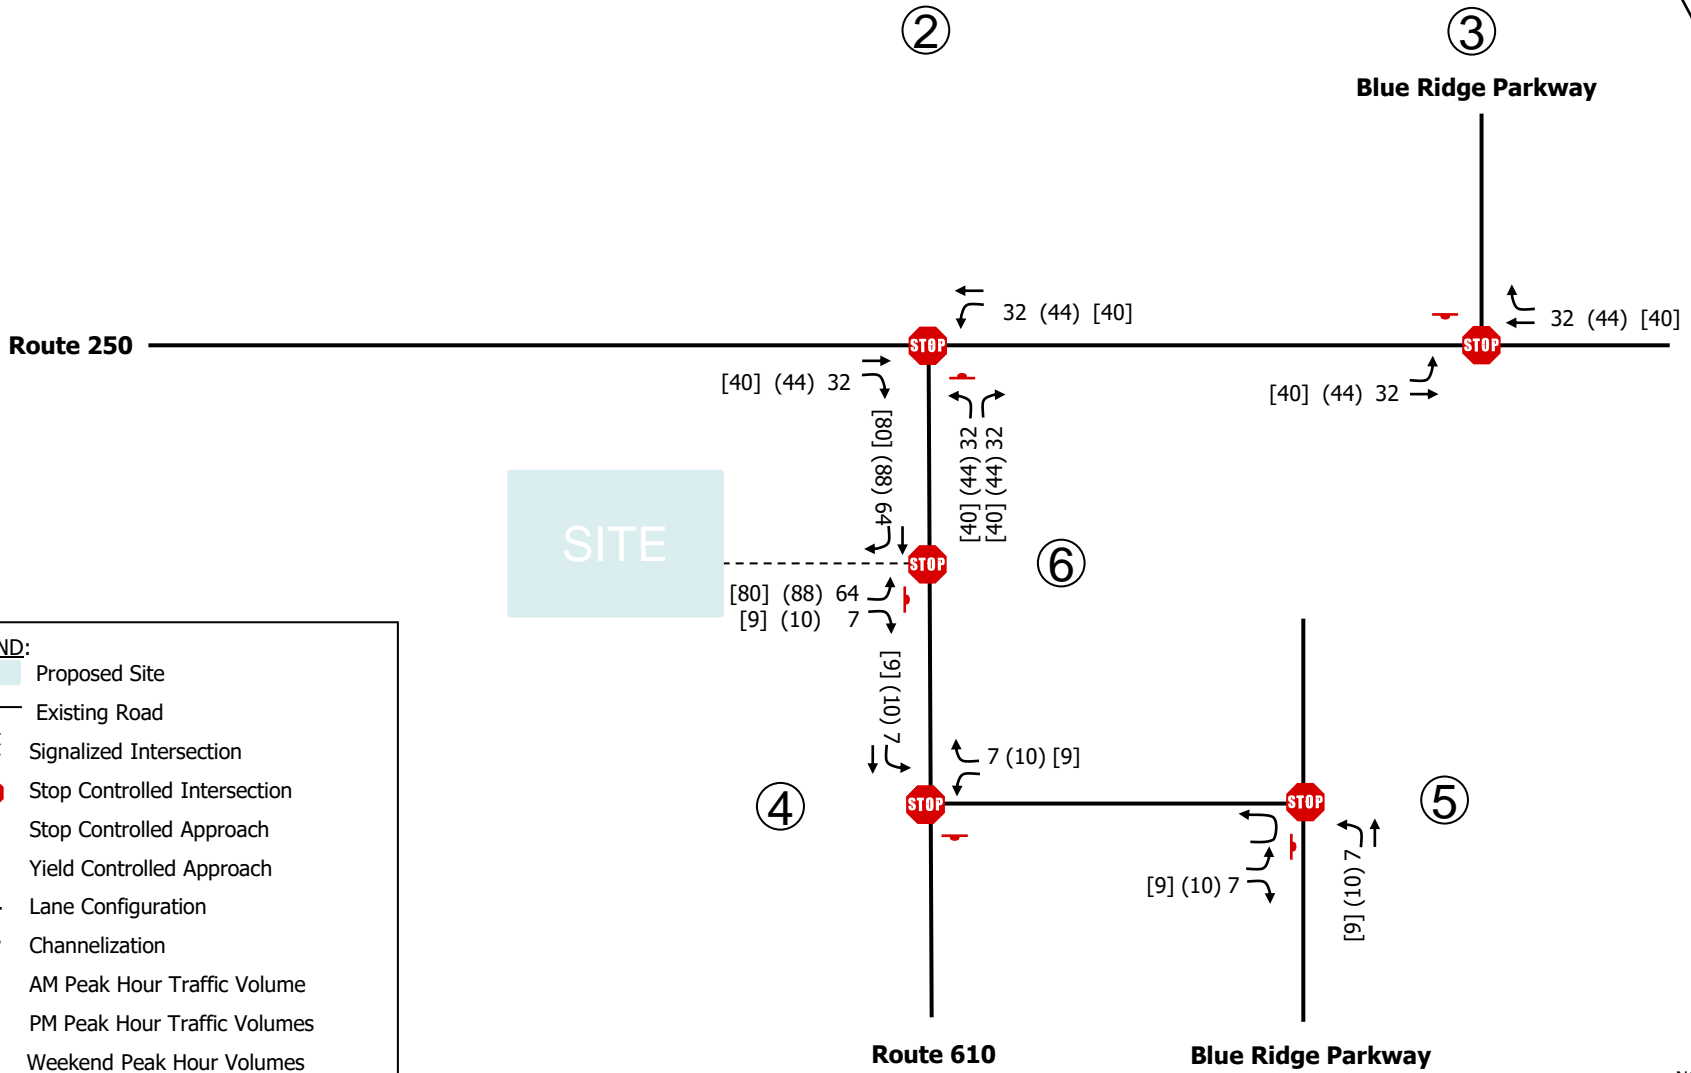 ②
③
Blue Ridge Parkway
32 (44) [40]
32 (44) [40]
Route 250
STOP
STOP
[40] (44) 32
[40] (44) 32
[80] (88) 64
[40] (44) 32
[40] (44) 32
SITE
STOP
⑥
[80] (88) 64
[9] (10) 7
[9] (10) 7
ND:
Proposed Site
Existing Road
Signalized Intersection
Stop Controlled Intersection
Stop Controlled Approach
Yield Controlled Approach
Lane Configuration
Channelization
AM Peak Hour Traffic Volume
PM Peak Hour Traffic Volumes
Weekend Peak Hour Volumes
7 (10) [9]
④
STOP
STOP
⑤
[9] (10) 7
[9] (10) 7
Route 610
Blue Ridge Parkway